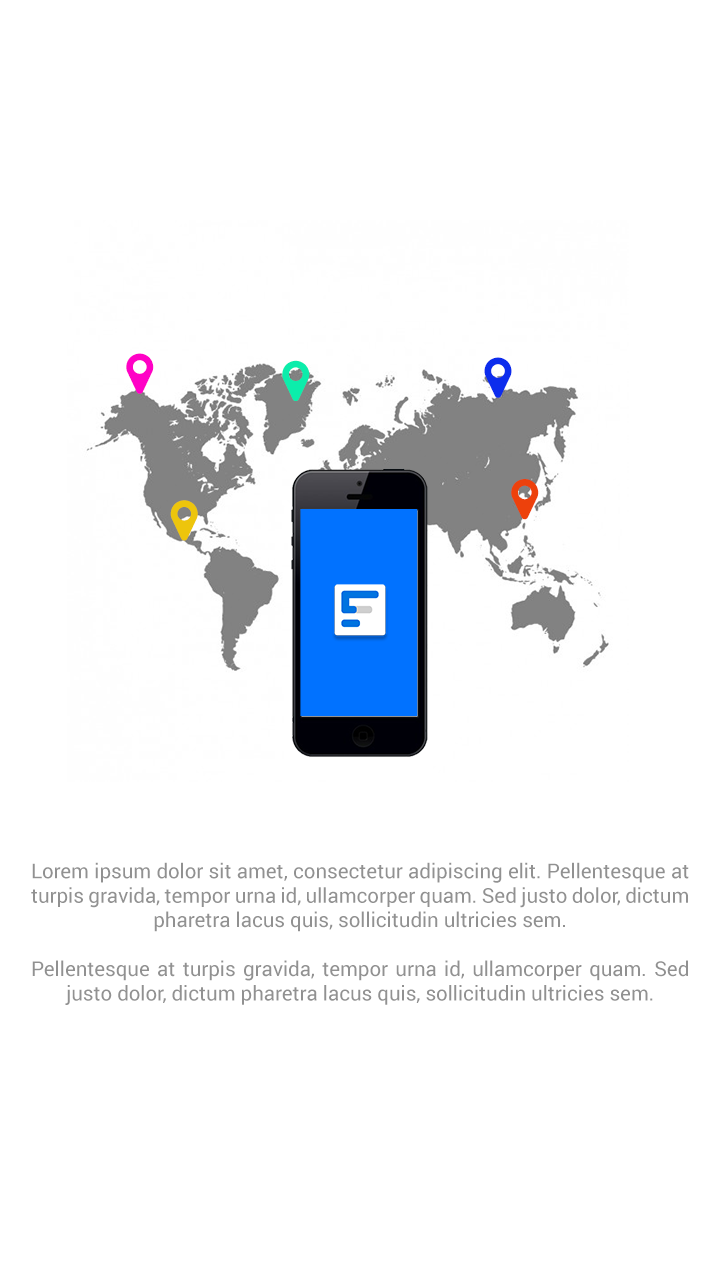 Lorem ipsum dolor sit amet, consectetur adipiscing elit. Pellentesque at
turpis gravida, tempor urna id, ullamcorper quam. Sed justo dolor, dictum
pharetra lacus quis, sollicitudin ultricies sem.
Pellentesque at turpis gravida, tempor urna id, ullamcorper quam. Sed
justo dolor, dictum pharetra lacus quis, sollicitudin ultricies sem.